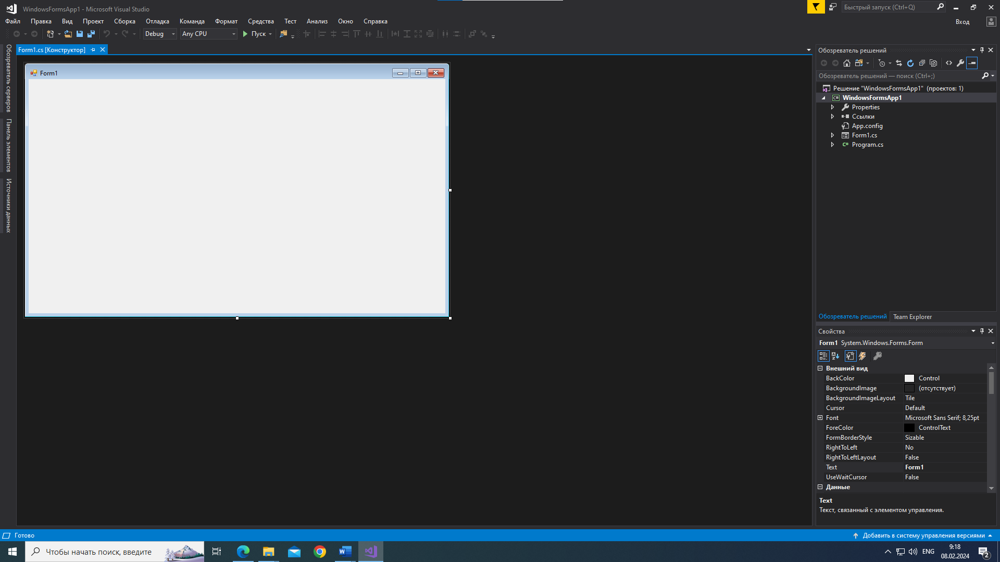 WindowsFormsApp1 - Microsoft Visual Studio
Быстрый запуск (Ctrl+Q)
Файл Правка Вид Проект Сборка Отладка Команда Формат Средства Тест Анализ Окно Справка
Вход
Debug Any CPU Пуск
Обозреватель серверов
Панель элементов
Источники данных
Form1.cs [Конструктор]
Form1
Обозреватель решений
Обозреватель решений — поиск (Ctrl+;)
Решение "WindowsFormsApp1" (проектов: 1)
WindowsFormsApp1
Properties
Ссылки
App.config
Form1.cs
C# Program.cs
Обозреватель решений Team Explorer
Свойства
Form1 System.Windows.Forms.Form
Внешний вид
BackColor Control
BackgroundImage (отсутствует)
BackgroundImageLayout Tile
Cursor Default
Font Microsoft Sans Serif; 8,25pt
ForeColor ControlText
FormBorderStyle Sizable
RightToLeft No
RightToLeftLayout False
Text Form1
UseWaitCursor False
Данные
Text
Текст, связанный с элементом управления.
Готово
Добавить в систему управления версиями
Чтобы начать поиск, введите
ENG
9:18
08.02.2024
2